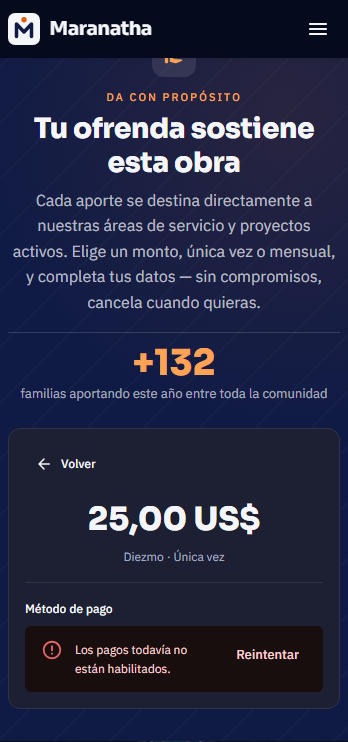 Maranatha
DA CON PROPÓSITO
Tu ofrenda sostiene
esta obra
Cada aporte se destina directamente a
nuestras áreas de servicio y proyectos
activos. Elige un monto, única vez o mensual,
y completa tus datos — sin compromisos,
cancela cuando quieras.
+132
familias aportando este año entre toda la comunidad
Volver
25,00 US$
Diezmo · Única vez
Método de pago
Los pagos todavía no
están habilitados.
Reintentar